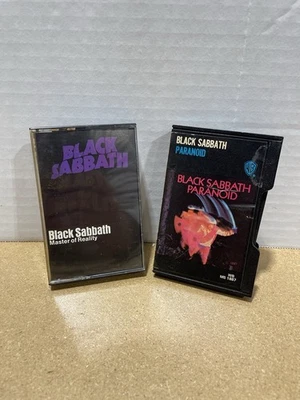 BLACK
SABBATH
Black Sabbath
Master of Reality
BLACK SABBATH
PARANOID
BLACK SABBATH
PARANOID